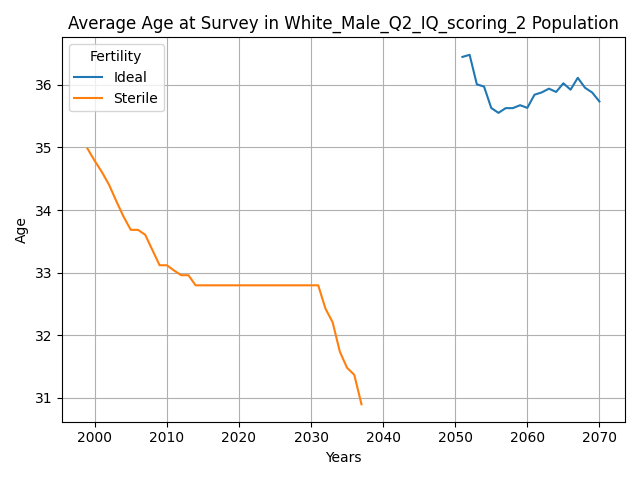 Average Age at Survey in White_Male_Q2_IQ_scoring_2 Population
Fertility
Ideal
Sterile
36
35
34
33
32
31
Age
2000 2010 2020 2030 2040 2050 2060 2070
Years